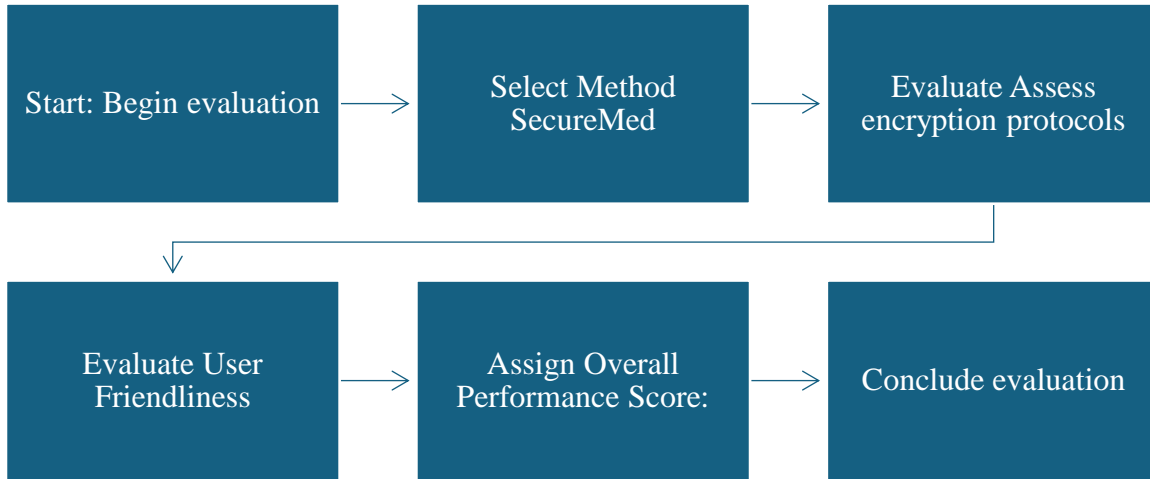 Start: Begin evaluation
Select Method
SecureMed
Evaluate Assess
encryption protocols
Evaluate User
Friendliness
Assign Overall
Performance Score:
Conclude evaluation